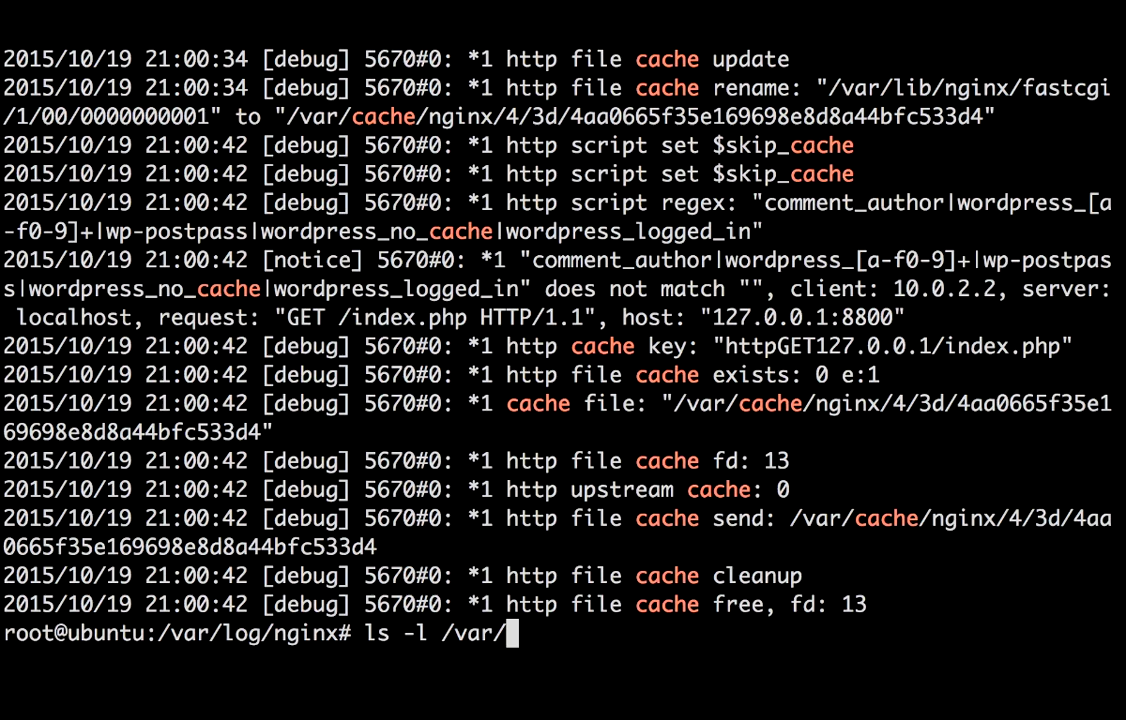 2015/10/19 21:00:34 [debug] 5670#0: *1 http file cache update
2015/10/19 21:00:34 [debug] 5670#0: *1 http file cache rename: "/var/lib/nginx/fastcgi
/1/00/0000000001" to "/var/cache/nginx/4/3d/4aa0665f35e169698e8d8a44bfc533d4"
2015/10/19 21:00:42 [debug] 5670#0: *1 http script set $skip_cache
2015/10/19 21:00:42 [debug] 5670#0: *1 http script set $skip_cache
2015/10/19 21:00:42 [debug] 5670#0: *1 http script regex: "comment_author|wordpress_[a
-f0-9]+|wp-postpass|wordpress_no_cache|wordpress_logged_in"
2015/10/19 21:00:42 [notice] 5670#0: *1 "comment_author|wordpress_[a-f0-9]+|wp-postpas
s|wordpress_no_cache|wordpress_logged_in" does not match "", client: 10.0.2.2, server:
 localhost, request: "GET /index.php HTTP/1.1", host: "127.0.0.1:8800"
2015/10/19 21:00:42 [debug] 5670#0: *1 http cache key: "httpGET127.0.0.1/index.php"
2015/10/19 21:00:42 [debug] 5670#0: *1 http file cache exists: 0 e:1
2015/10/19 21:00:42 [debug] 5670#0: *1 cache file: "/var/cache/nginx/4/3d/4aa0665f35e1
69698e8d8a44bfc533d4"
2015/10/19 21:00:42 [debug] 5670#0: *1 http file cache fd: 13
2015/10/19 21:00:42 [debug] 5670#0: *1 http upstream cache: 0
2015/10/19 21:00:42 [debug] 5670#0: *1 http file cache send: /var/cache/nginx/4/3d/4aa
0665f35e169698e8d8a44bfc533d4
2015/10/19 21:00:42 [debug] 5670#0: *1 http file cache cleanup
2015/10/19 21:00:42 [debug] 5670#0: *1 http file cache free, fd: 13
root@ubuntu:/var/log/nginx# ls -l /var/